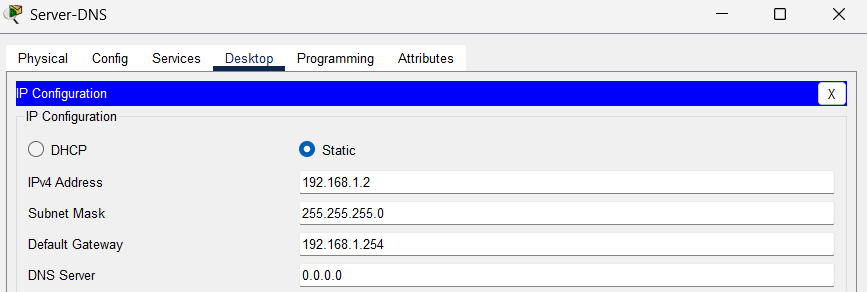 Server-DNS
Physical Config Services Desktop Programming Attributes
IP Configuration X
IP Configuration
DHCP Static
IPv4 Address 192.168.1.2
Subnet Mask 255.255.255.0
Default Gateway 192.168.1.254
DNS Server 0.0.0.0